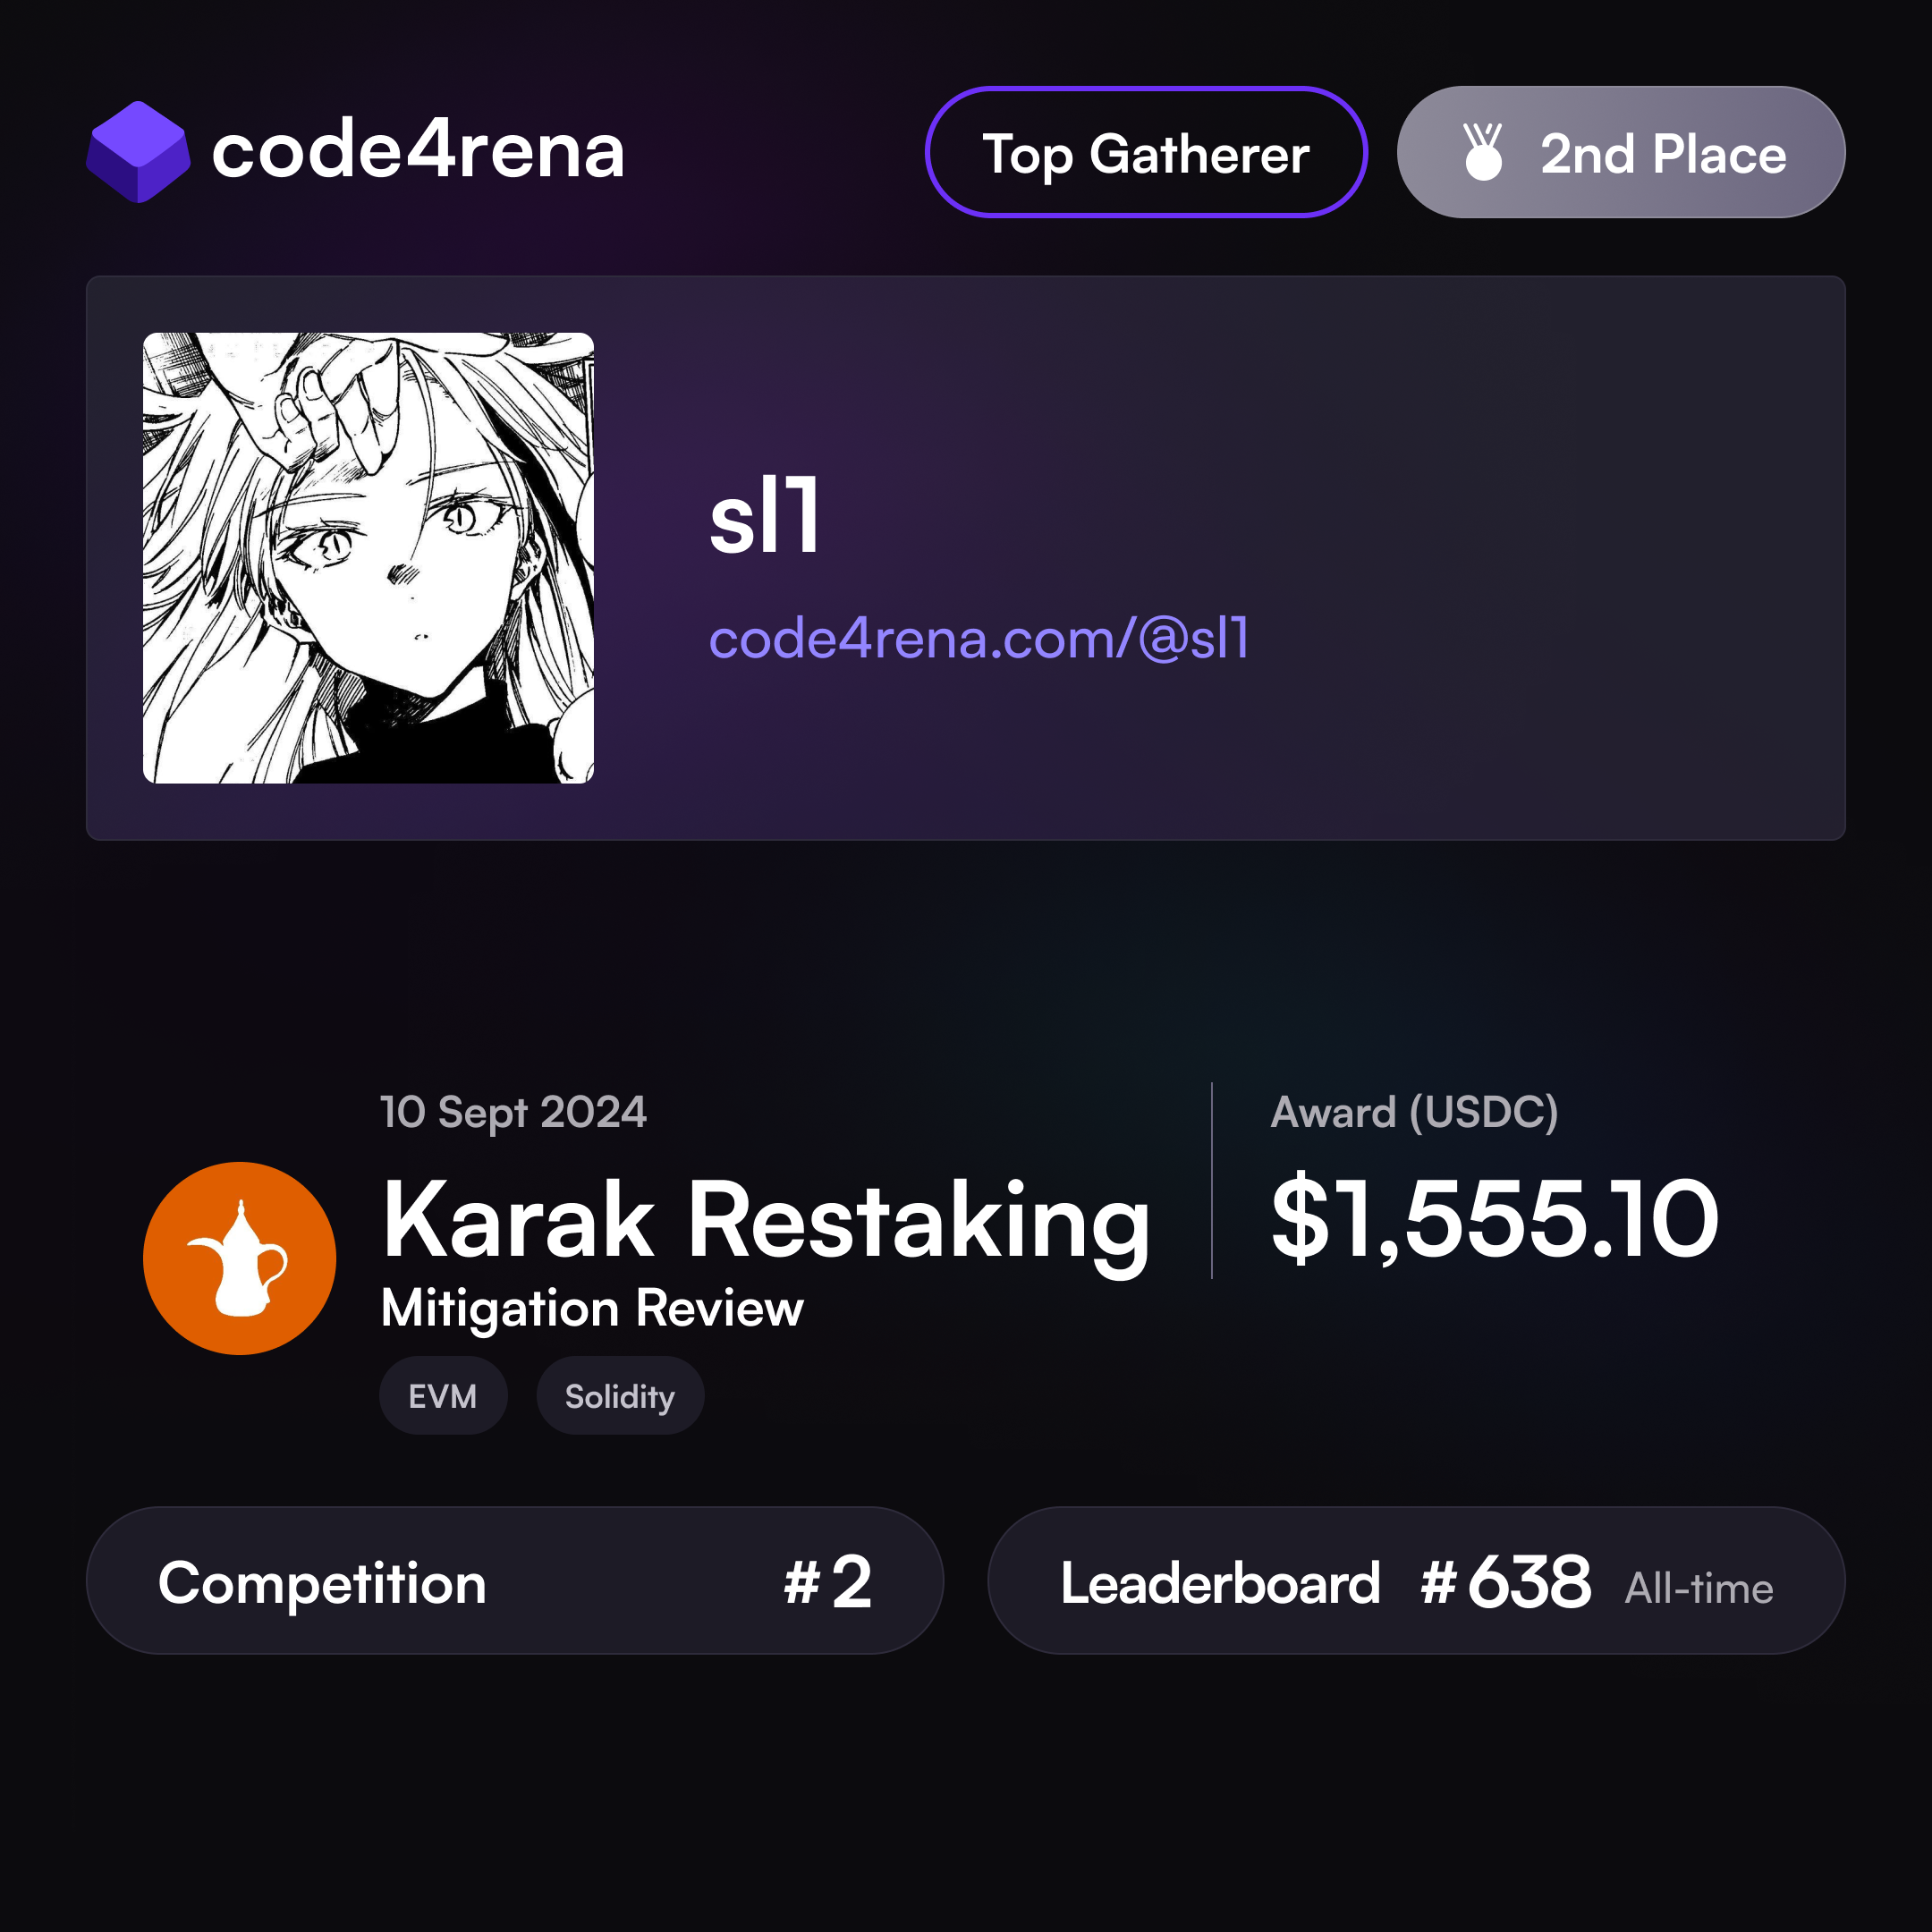 code4rena
Top Gatherer
2nd Place
sl1
code4rena.com/@sl1
10 Sept 2024
Karak Restaking
Mitigation Review
EVM
Solidity
Award (USDC)
$1,555.10
Competition #2
Leaderboard #638 All-time